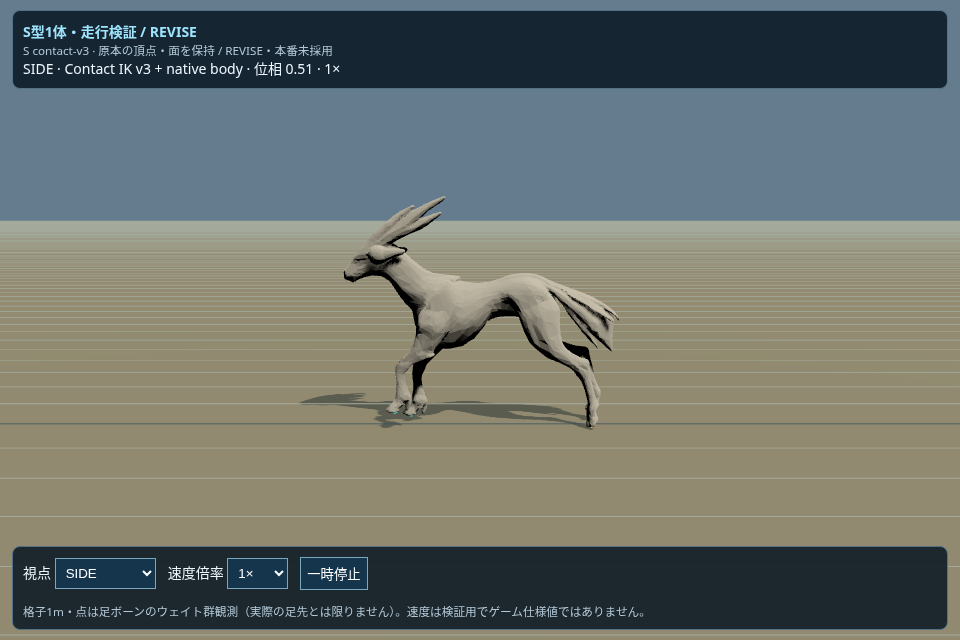 S型1体・走行検証 / REVISE
S contact-v3 · 原本の頂点・面を保持 / REVISE・本番未採用
SIDE · Contact IK v3 + native body · 位相 0.51 · 1×
視点 SIDE 速度倍率 1× 一時停止
格子1m・点は足ボーンのウェイト群観測（実際の足先とは限りません）。速度は検証用でゲーム仕様値ではありません。